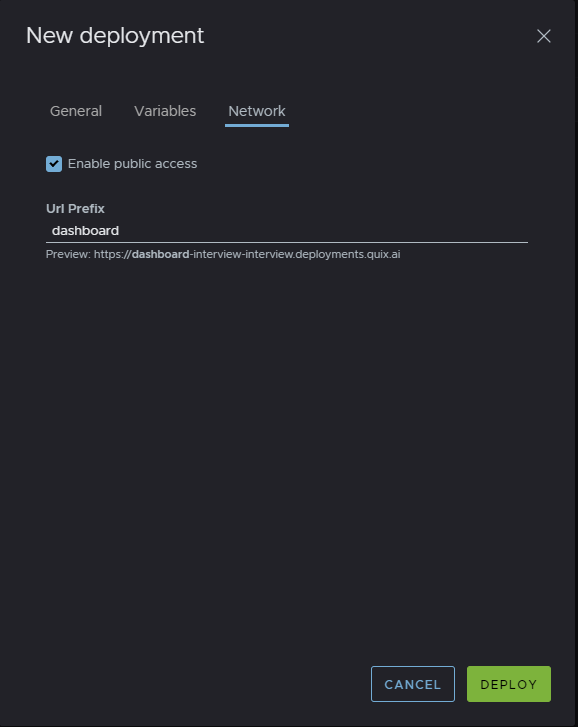 New deployment
General Variables Network
Enable public access
Url Prefix
dashboard
Preview: https://dashboard-interview-interview.deployments.quix.ai
CANCEL DEPLOY